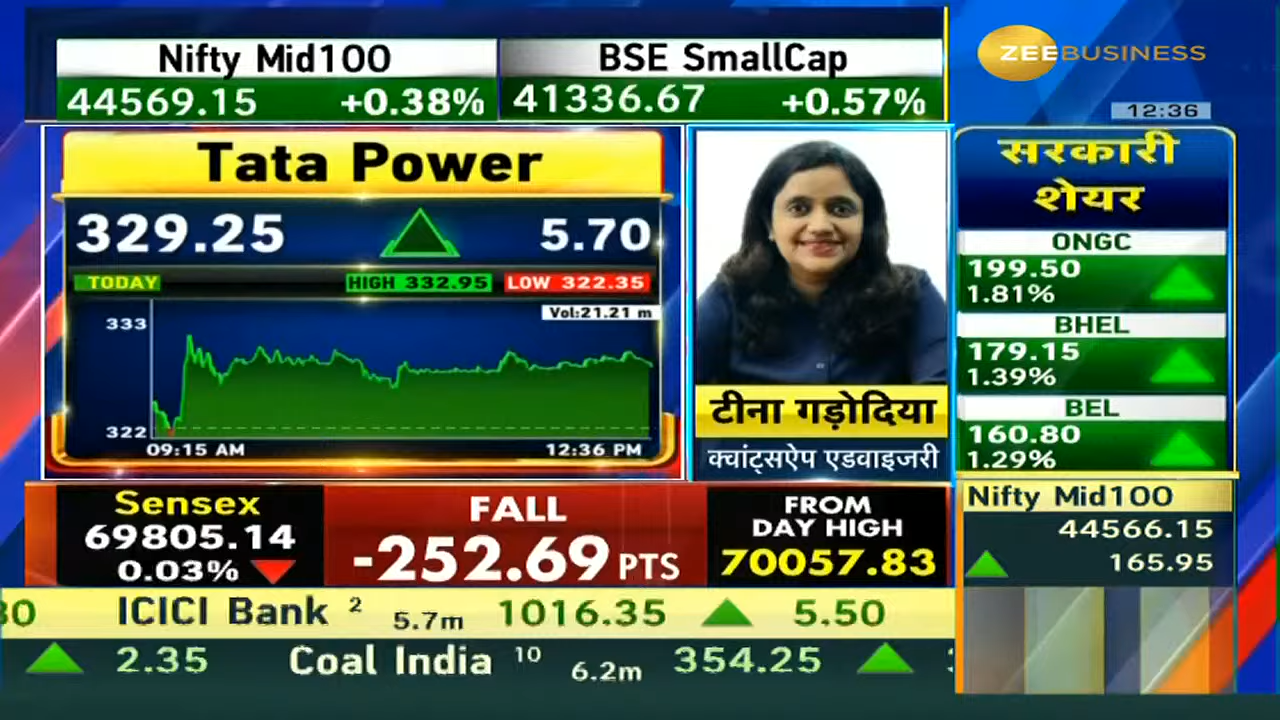 Nifty Mid100
44569.15 +0.38%
BSE SmallCap
41336.67 +0.57%
ZEEBUSINESS
12:36
Tata Power
329.25 5.70
TODAY HIGH 332.95 LOW 322.35
Vol:21.21 m
333
322
09:15 AM 12:36 PM
टीना गड़ोदिया
क्वांट्सऐप एडवाइजरी
सरकारी
शेयर
ONGC
199.50
1.81%
BHEL
179.15
1.39%
BEL
160.80
1.29%
Nifty Mid100
44566.15
165.95
Sensex
69805.14
0.03%
FALL
-252.69 PTS
FROM
DAY HIGH
70057.83
30 ICICI Bank 2 5.7m 1016.35 5.50
2.35 Coal India 10 6.2m 354.25